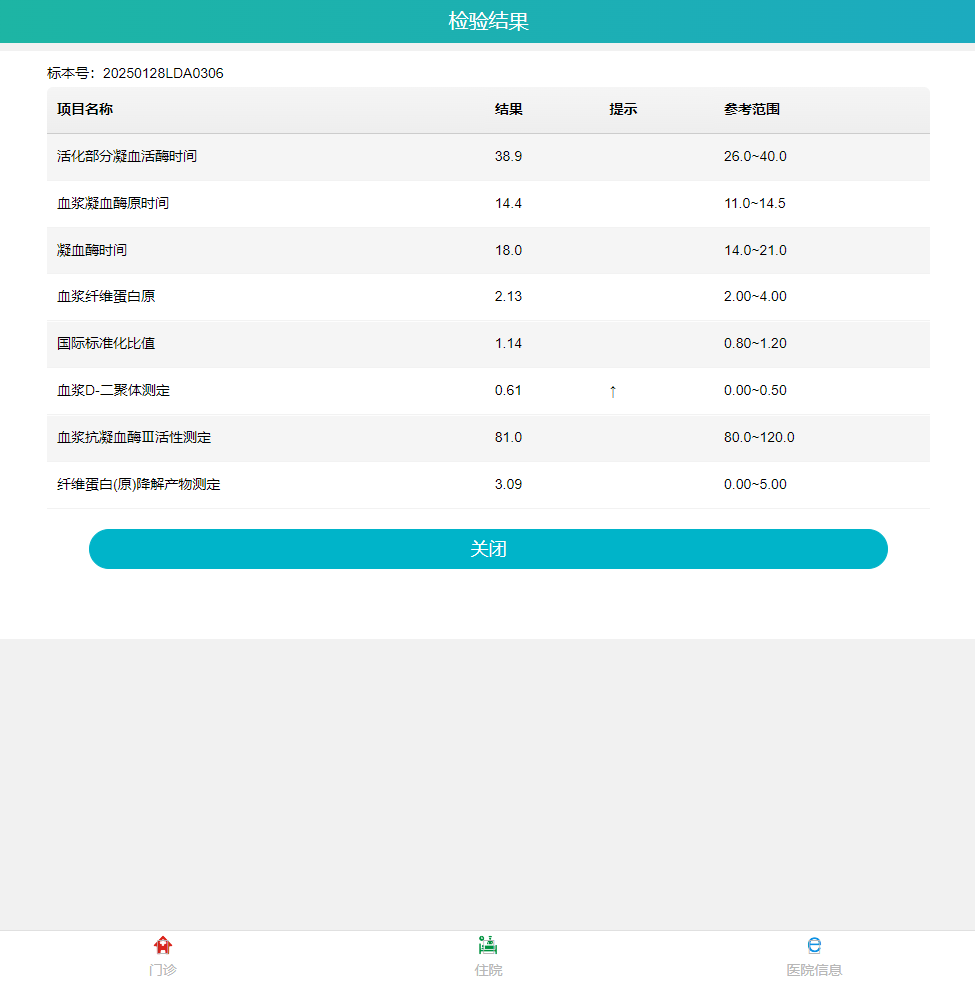 检验结果
标本号：20250128LDA0306
项目名称 结果 提示 参考范围
活化部分凝血活酶时间 38.9 26.0~40.0
血浆凝血酶原时间 14.4 11.0~14.5
凝血酶时间 18.0 14.0~21.0
血浆纤维蛋白原 2.13 2.00~4.00
国际标准化比值 1.14 0.80~1.20
血浆D-二聚体测定 0.61 ↑ 0.00~0.50
血浆抗凝血酶Ⅲ活性测定 81.0 80.0~120.0
纤维蛋白(原)降解产物测定 3.09 0.00~5.00
关闭
门诊 住院 医院信息